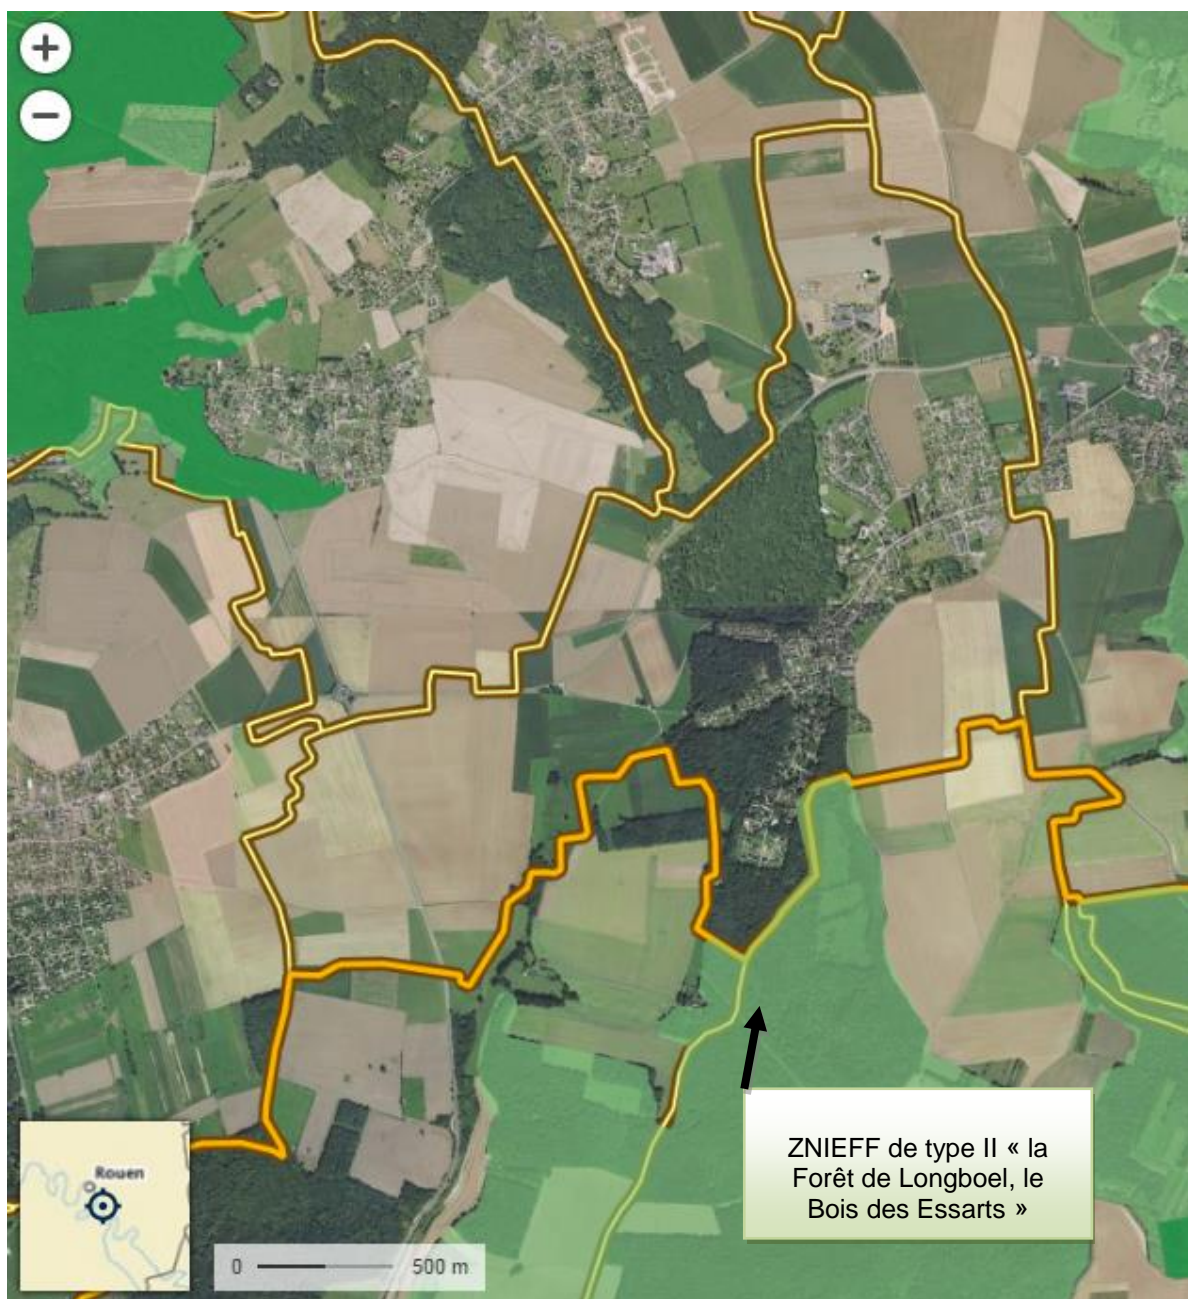 +
−
ZNIEFF de type II « la
Forêt de Longboel, le
Bois des Essarts »
Rouen
0 500 m